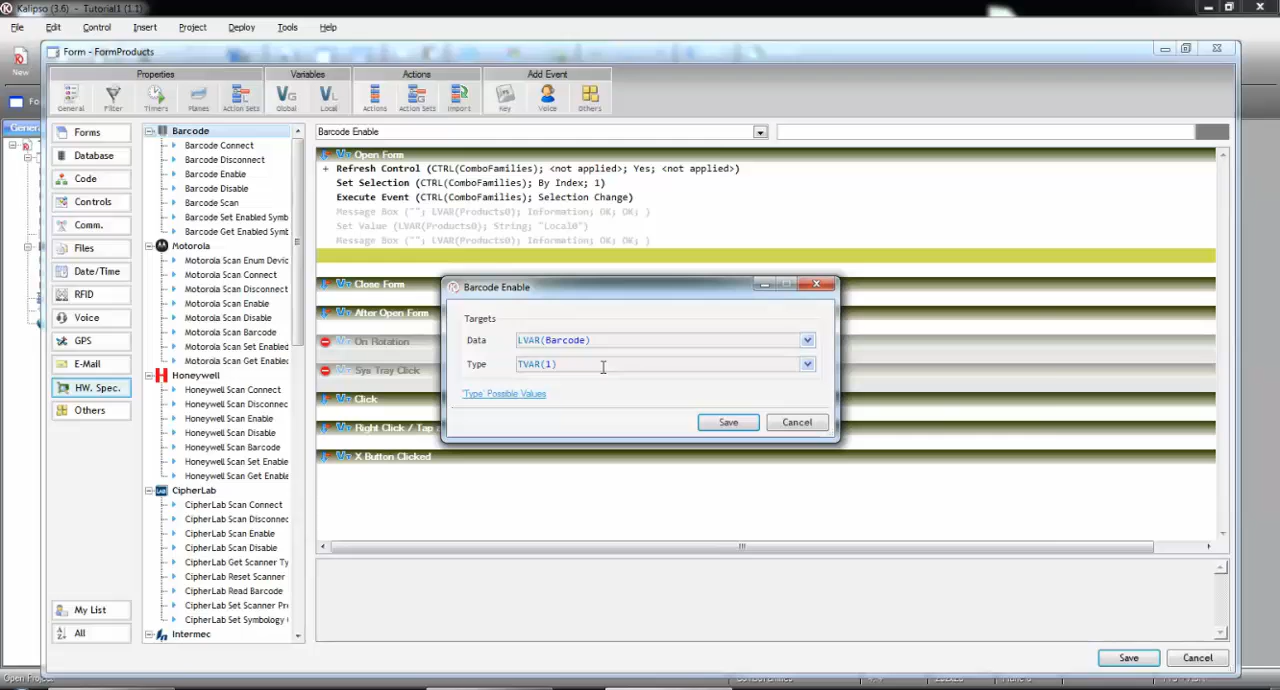 Kalipso (3.6) - Tutorial1 (1.1)
File Edit Control Insert Project Deploy Tools Help
New
Form - FormProducts
Properties Variables Actions Add Event
General Filter Timers Planes Action Sets Global Local Actions Action Sets Import Key Voice Others
Forms
Database
Code
Controls
Comm.
Files
Date/Time
RFID
Voice
GPS
E-Mail
HW. Spec.
Others
My List
All
Barcode
Barcode Connect
Barcode Disconnect
Barcode Enable
Barcode Disable
Barcode Scan
Barcode Set Enabled Symb
Barcode Get Enabled Symb
Motorola
Motorola Scan Enum Devic
Motorola Scan Connect
Motorola Scan Disconnect
Motorola Scan Enable
Motorola Scan Disable
Motorola Scan Barcode
Motorola Set Enabled
Motorola Get Enabled
Honeywell
Honeywell Scan Connect
Honeywell Scan Disconnec
Honeywell Scan Enable
Honeywell Scan Disable
Honeywell Scan Barcode
Honeywell Scan Set Enable
Honeywell Scan Get Enable
CipherLab
CipherLab Scan Connect
CipherLab Scan Disconnec
CipherLab Scan Enable
CipherLab Scan Disable
CipherLab Get Scanner Ty
CipherLab Reset Scanner
CipherLab Read Barcode
CipherLab Set Scanner Pr
CipherLab Set Symbology
Intermec
Barcode Enable
Open Form
+ Refresh Control (CTRL(ComboFamilies); <not applied>; Yes; <not applied>)
Set Selection (CTRL(ComboFamilies); By Index; 1)
Execute Event (CTRL(ComboFamilies); Selection Change)
Message Box (""; LVAR(Products0); Information; OK; OK; )
Set Value (LVAR(Products0); String; "Local0")
Message Box (""; LVAR(Products0); Information; OK; OK; )
Close Form
After Open Form
On Rotation
Sys Tray Click
Click
Right Click / Tap a
X Button Clicked
Barcode Enable
Targets
Data LVAR(Barcode)
Type TVAR(1)
'Type' Possible Values
Save Cancel
Save Cancel